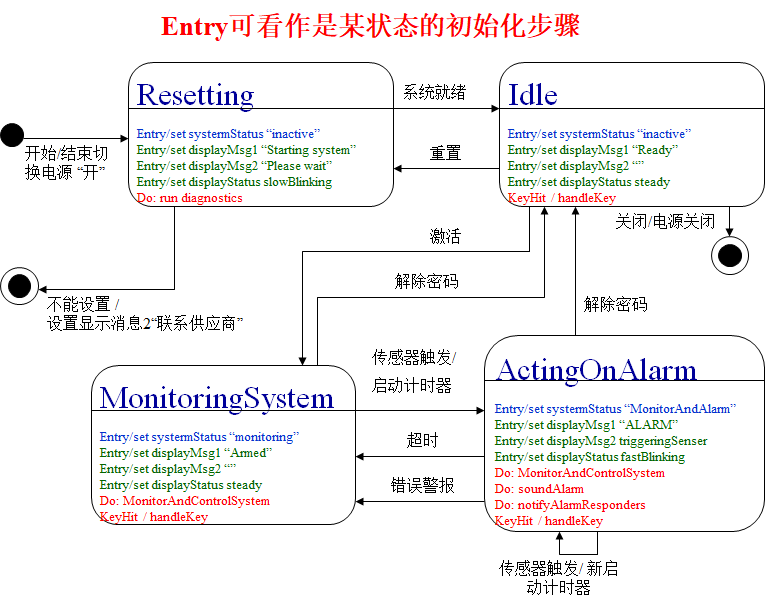 Entry可看作是某状态的初始化步骤
Resetting
Entry/set systermStatus “inactive”
Entry/set displayMsg1 “Starting system”
Entry/set displayMsg2 “Please wait”
Entry/set displayStatus slowBlinking
Do: run diagnostics
系统就绪
重置
Idle
Entry/set systermStatus “inactive”
Entry/set displayMsg1 “Ready”
Entry/set displayMsg2 “”
Entry/set displayStatus steady
KeyHit / handleKey
开始/结束切
换电源 “开”
关闭/电源关闭
激活
解除密码
解除密码
不能设置 /
设置显示消息2“联系供应商”
传感器触发/
启动计时器
超时
错误警报
MonitoringSystem
Entry/set systermStatus “monitoring”
Entry/set displayMsg1 “Armed”
Entry/set displayMsg2 “”
Entry/set displayStatus steady
Do: MonitorAndControlSystem
KeyHit / handleKey
ActingOnAlarm
Entry/set systermStatus “MonitorAndAlarm”
Entry/set displayMsg1 “ALARM”
Entry/set displayMsg2 triggeringSenser
Entry/set displayStatus fastBlinking
Do: MonitorAndControlSystem
Do: soundAlarm
Do: notifyAlarmResponders
KeyHit / handleKey
传感器触发/ 新启
动计时器